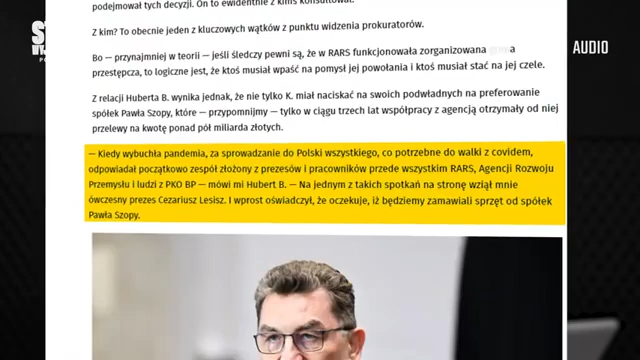 podejmował tych decyzji. On to ewidentnie z kimś konsultował.
Z kim? To obecnie jeden z kluczowych wątków z punktu widzenia prokuratorów.
Bo — przynajmniej w teorii — jeśli śledczy pewni są, że w RARS funkcjonowała zorganizowana
przestępcza, to logiczne jest, że ktoś musiał wpaść na pomysł jej powołania i ktoś musiał stać na jej czele.
Z relacji Huberta B. wynika jednak, że nie tylko K. miał naciskać na swoich podwładnych na preferowanie
spółek Pawła Szopy, które — przypomnijmy — tylko w ciągu trzech lat współpracy z agencją otrzymały od niej
przelewy na kwotę ponad pół miliarda złotych.
— Kiedy wybuchła pandemia, za sprowadzanie do Polski wszystkiego, co potrzebne do walki z covidem,
odpowiadał początkowo zespół złożony z prezesów i pracowników przede wszystkim RARS, Agencji Rozwoju
Przemysłu i ludzi z PKO BP — mówi mi Hubert B. — Na jednym z takich spotkań na stronę wziął mnie
ówczesny prezes Cezariusz Lesisz. I wprost oświadczył, że oczekuje, iż będziemy zamawiali sprzęt od spółek
Pawła Szopy.
AUDIO